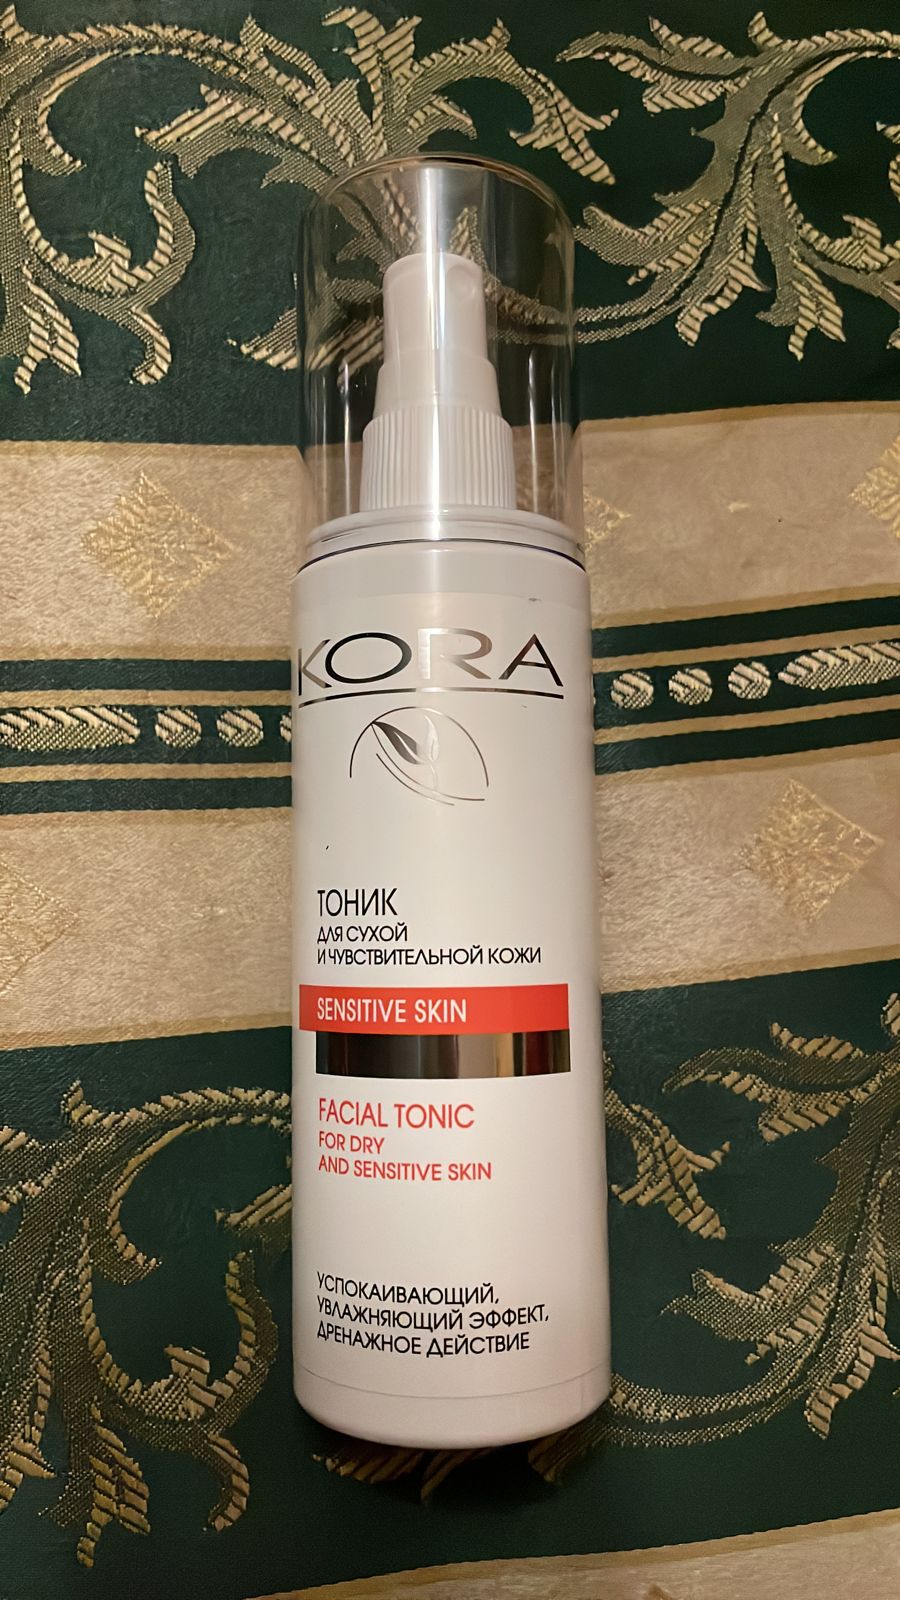 KORA
ТОНИК
ДЛЯ СУХОЙ
И ЧУВСТВИТЕЛЬНОЙ КОЖИ
SENSITIVE SKIN
FACIAL TONIC
FOR DRY
AND SENSITIVE SKIN
УСПОКАИВАЮЩИЙ,
УВЛАЖНЯЮЩИЙ ЭФФЕКТ,
ДРЕНАЖНОЕ ДЕЙСТВИЕ